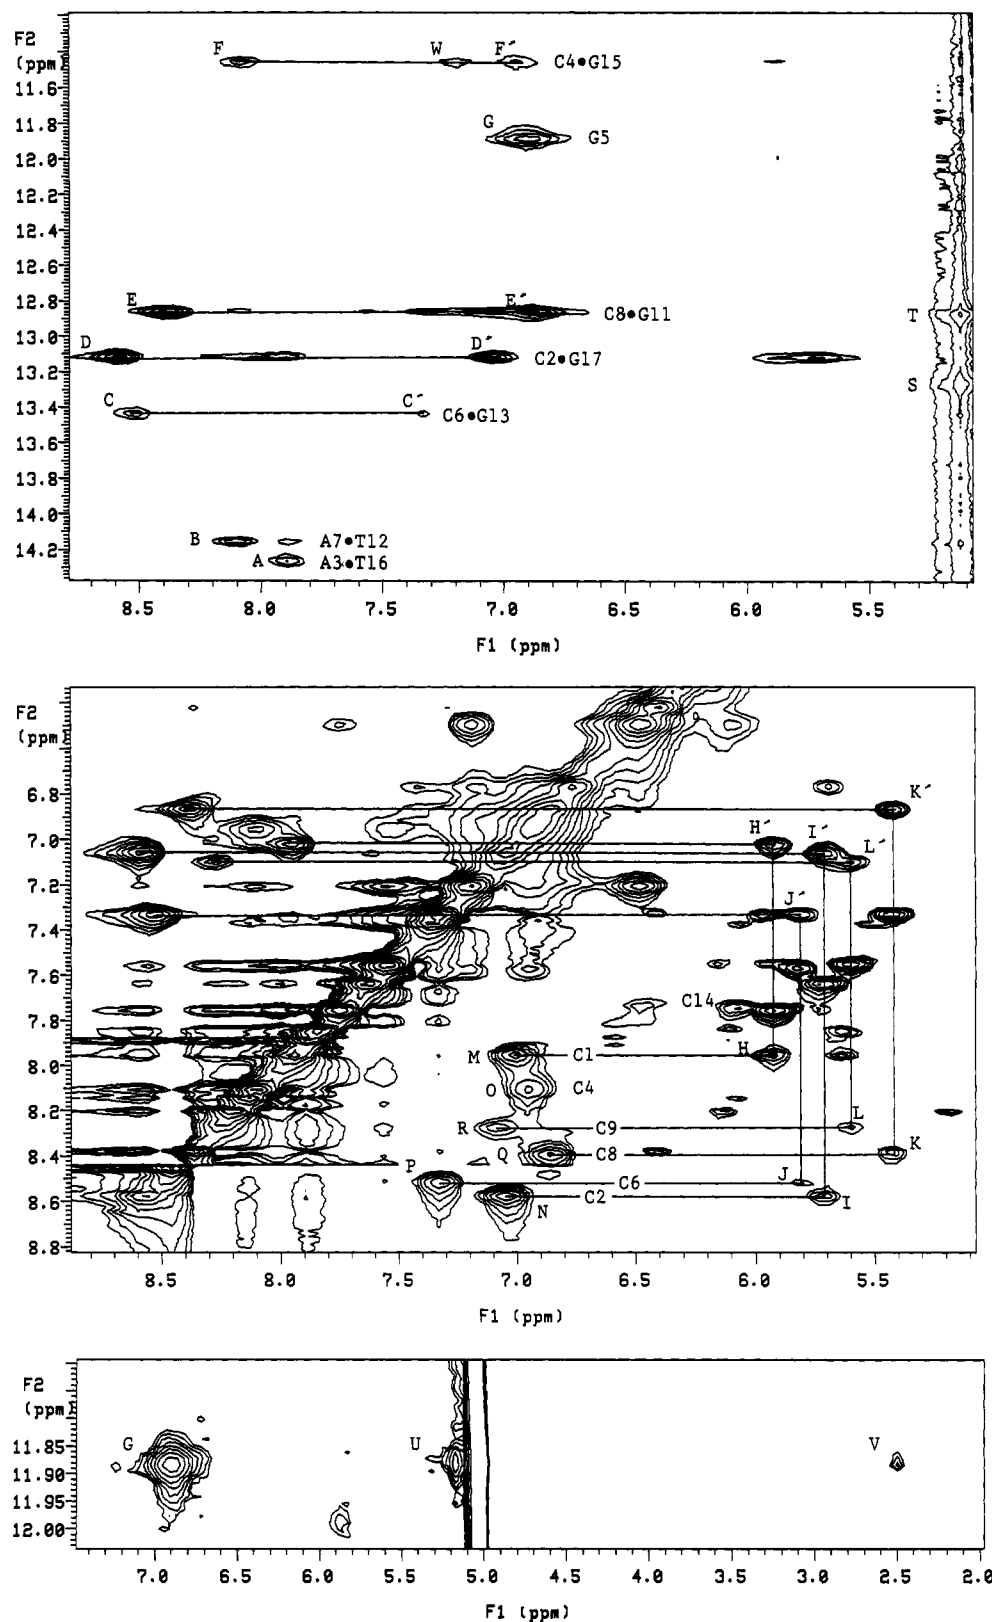 F2
(ppm)
F W F´ C4•G15
11.6
11.8
G G5
12.0
12.2
12.4
12.6
E E´ C8•G11
12.8
T
13.0
D D´ C2•G17
13.2
S
13.4
C C´ C6•G13
13.6
13.8
14.0
B A7•T12
14.2
A A3•T16
8.5 8.0 7.5 7.0 6.5 6.0 5.5
F1 (ppm)
F2
(ppm)
6.8
K´
7.0
H´ I´
L´
7.2
J´
7.4
7.6
C14
7.8
M C1 H
8.0
O C4
8.2
R C9 L
8.4
Q C8 K
P C6 J
8.6
N C2 I
8.8
8.5 8.0 7.5 7.0 6.5 6.0 5.5
F1 (ppm)
F2
(ppm)
11.85
G U V
11.90
11.95
12.00
7.0 6.5 6.0 5.5 5.0 4.5 4.0 3.5 3.0 2.5 2.0
F1 (ppm)